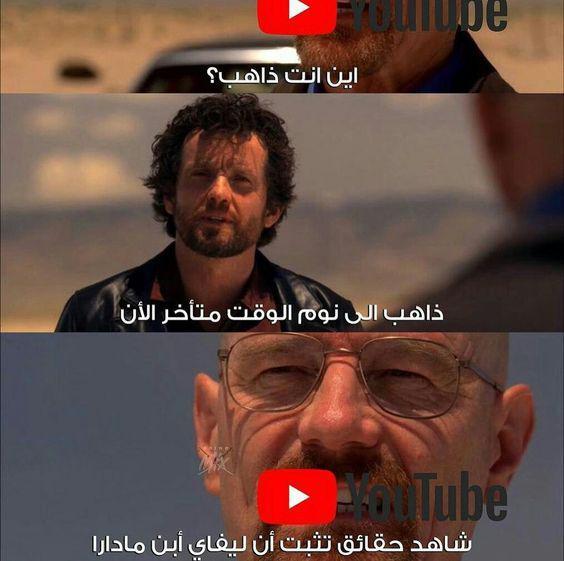 YouTube
اين انت ذاهب؟
ذاهب الى نوم الوقت متأخر الأن
YouTube
شاهد حقائق تثبت أن ليفاي أبن مادارا